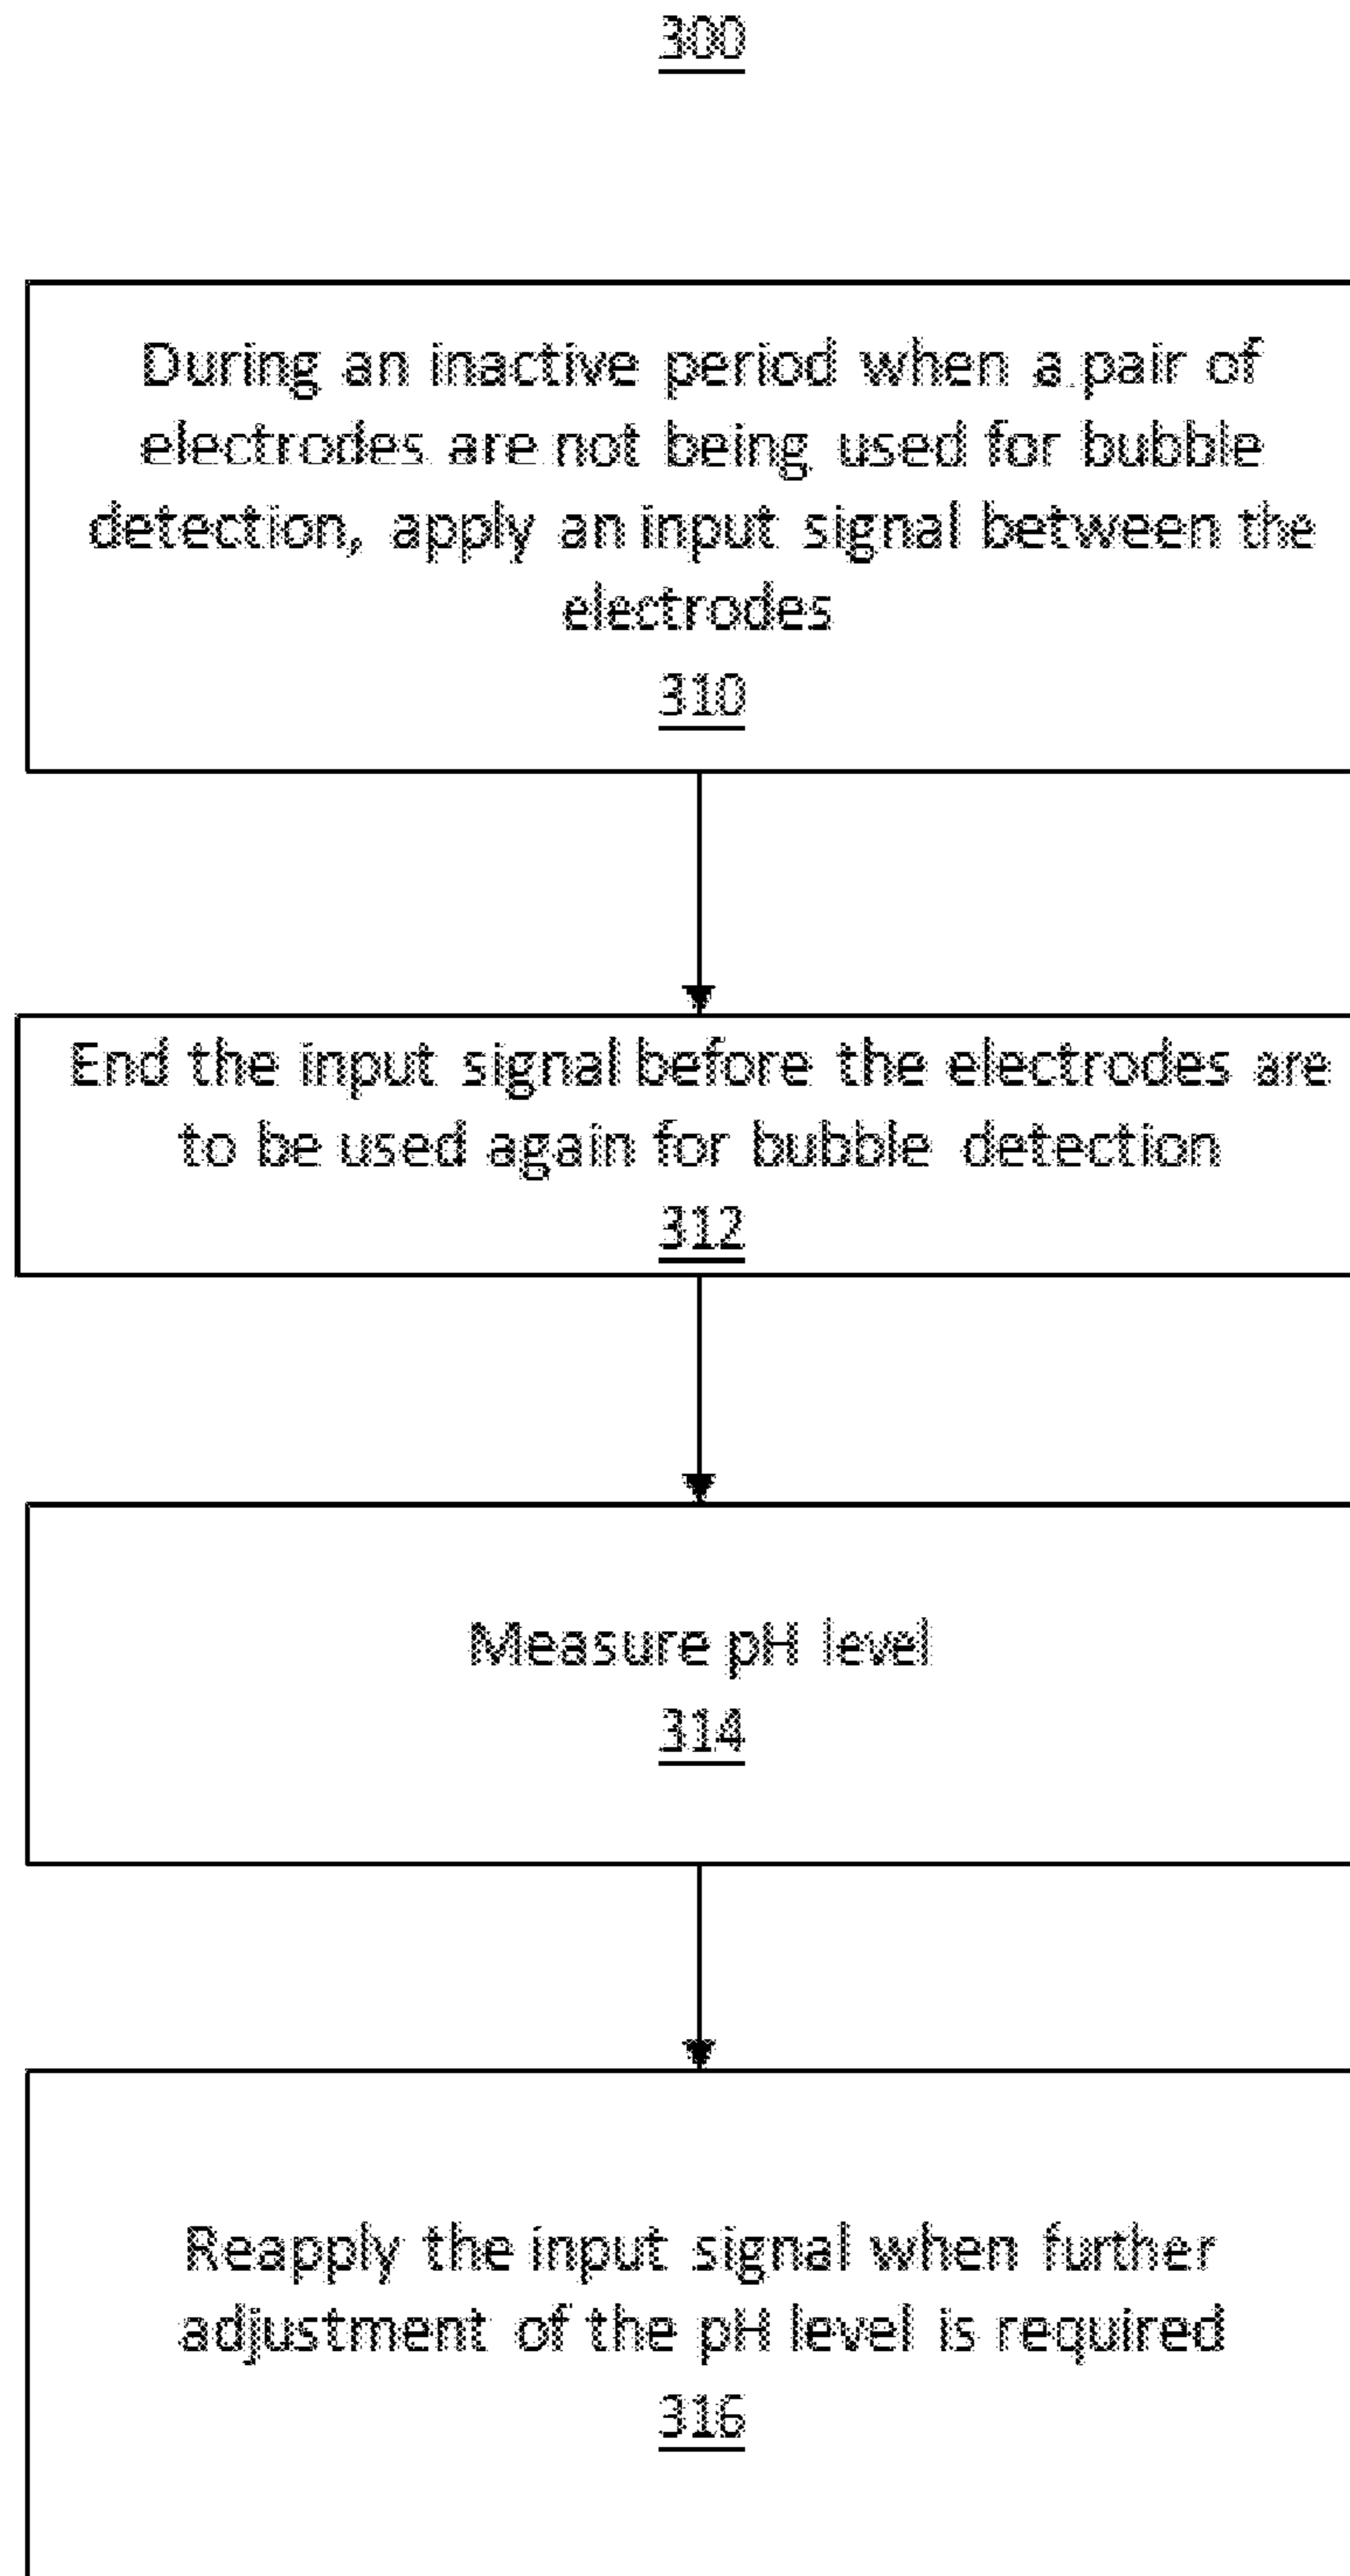 300
During an inactive period when a pair of
electrodes are not being used for bubble
detection, apply an input signal between the
electrodes
310
End the input signal before the electrodes are
to be used again for bubble detection
312
Measure pH level
314
Reapply the input signal when further
adjustment of the pH level is required
316